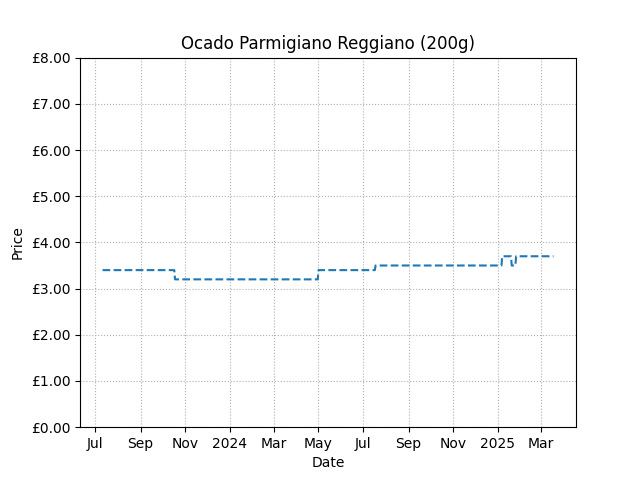 Ocado Parmigiano Reggiano (200g)
£8.00
£7.00
£6.00
£5.00
£4.00
£3.00
£2.00
£1.00
£0.00
Price
Jul Sep Nov 2024 Mar May Jul Sep Nov 2025 Mar
Date